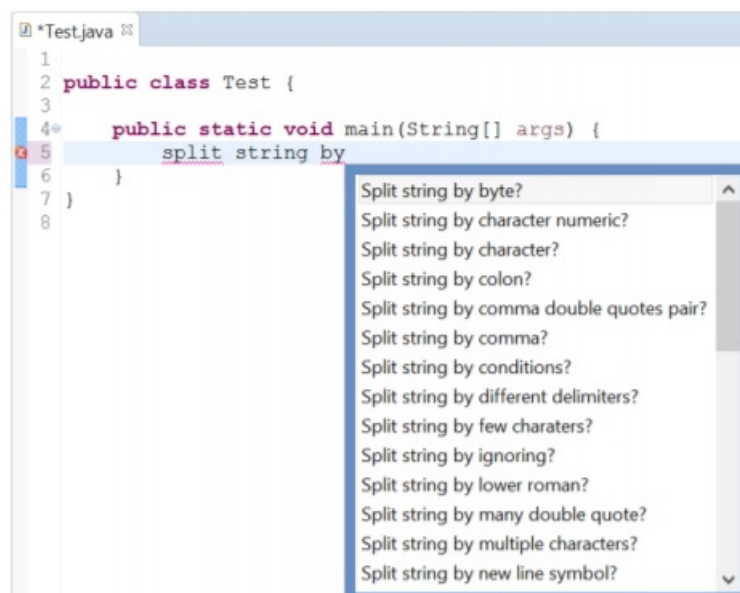 *Test.java
1
2 public class Test {
3
4 public static void main(String[] args) {
5 split string by
6 }
7 }
8
Split string by byte?
Split string by character numeric?
Split string by character?
Split string by colon?
Split string by comma double quotes pair?
Split string by comma?
Split string by conditions?
Split string by different delimiters?
Split string by few charaters?
Split string by ignoring?
Split string by lower roman?
Split string by many double quote?
Split string by multiple characters?
Split string by new line symbol?